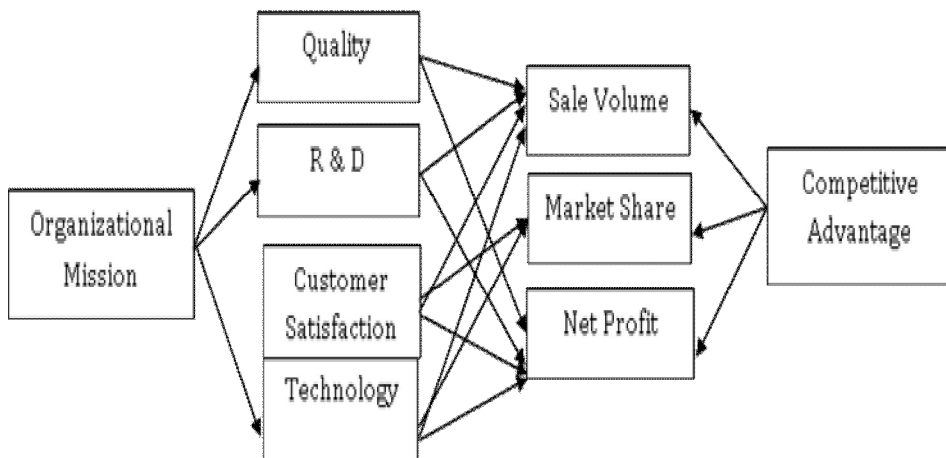 Organizational
Mission
Quality
R & D
Customer
Satisfaction
Technology
Sale Volume
Market Share
Net Profit
Competitive
Advantage